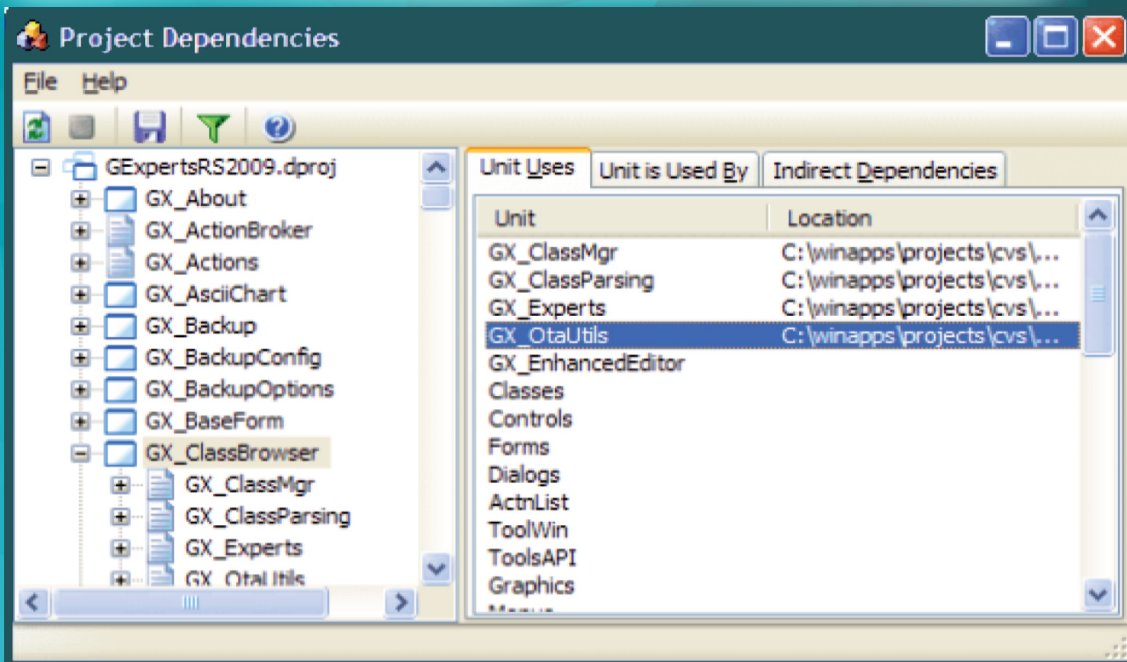 Project Dependencies
File Help
GExpertsRS2009.dproj
GX_About
GX_ActionBroker
GX_Actions
GX_AsciiChart
GX_Backup
GX_BackupConfig
GX_BackupOptions
GX_BaseForm
GX_ClassBrowser
GX_ClassMgr
GX_ClassParsing
GX_Experts
GX_OtaUtils
Unit Uses Unit is Used By Indirect Dependencies
Unit Location
GX_ClassMgr C:\winapps\projects\cvs\...
GX_ClassParsing C:\winapps\projects\cvs\...
GX_Experts C:\winapps\projects\cvs\...
GX_OtaUtils C:\winapps\projects\cvs\...
GX_EnhancedEditor
Classes
Controls
Forms
Dialogs
ActnList
ToolWin
ToolsAPI
Graphics
Menus